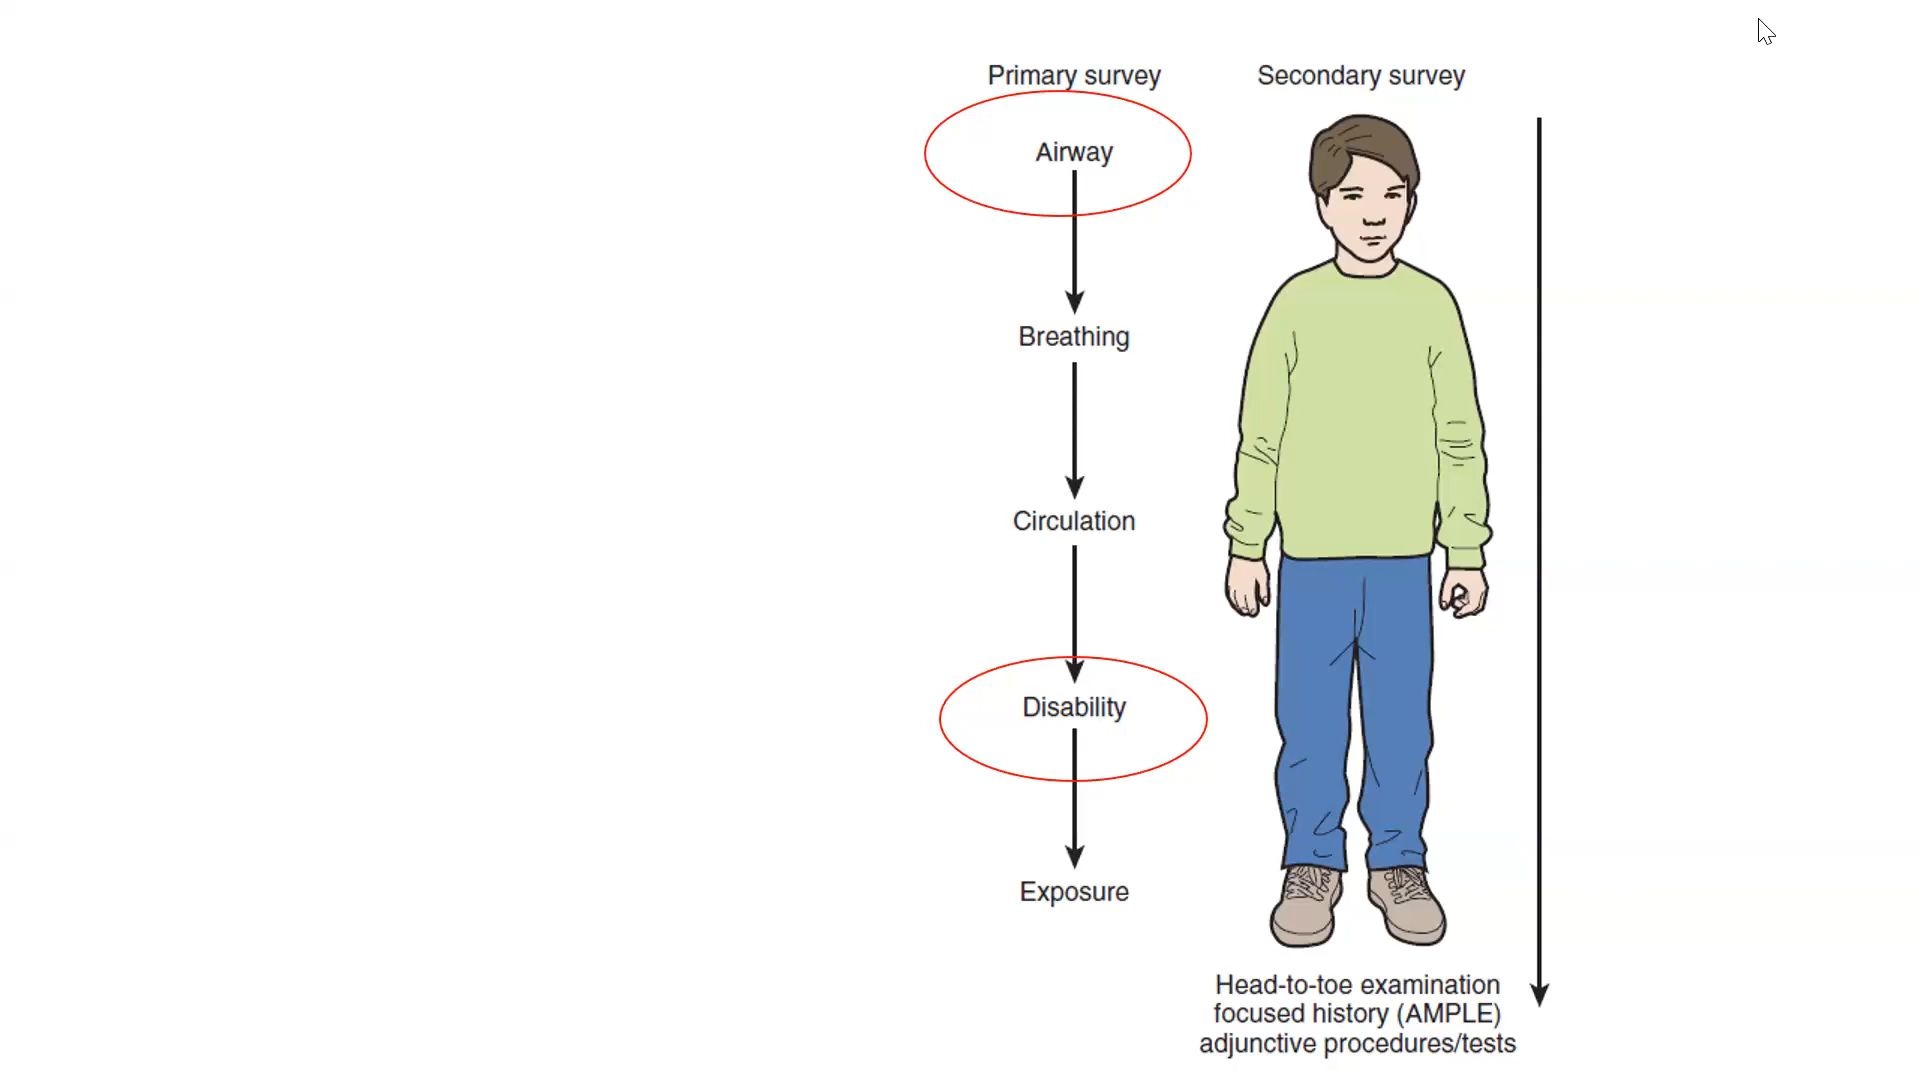 Primary survey
Airway
Breathing
Circulation
Disability
Exposure
Secondary survey
Head-to-toe examination
focused history (AMPLE)
adjunctive procedures/tests